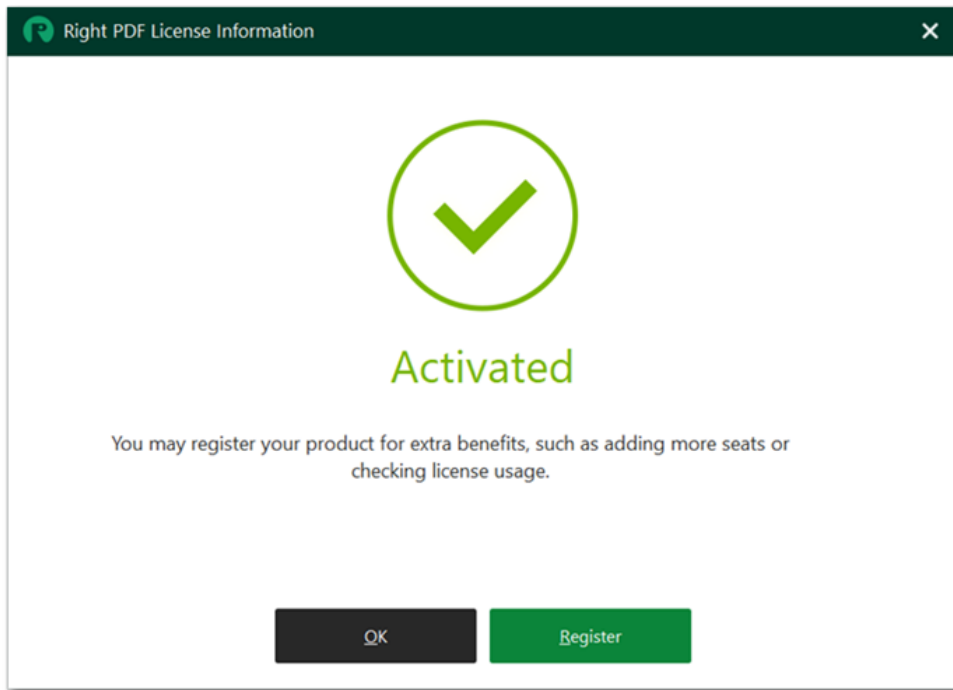 Right PDF License Information
Activated
You may register your product for extra benefits, such as adding more seats or
checking license usage.
OK
Register